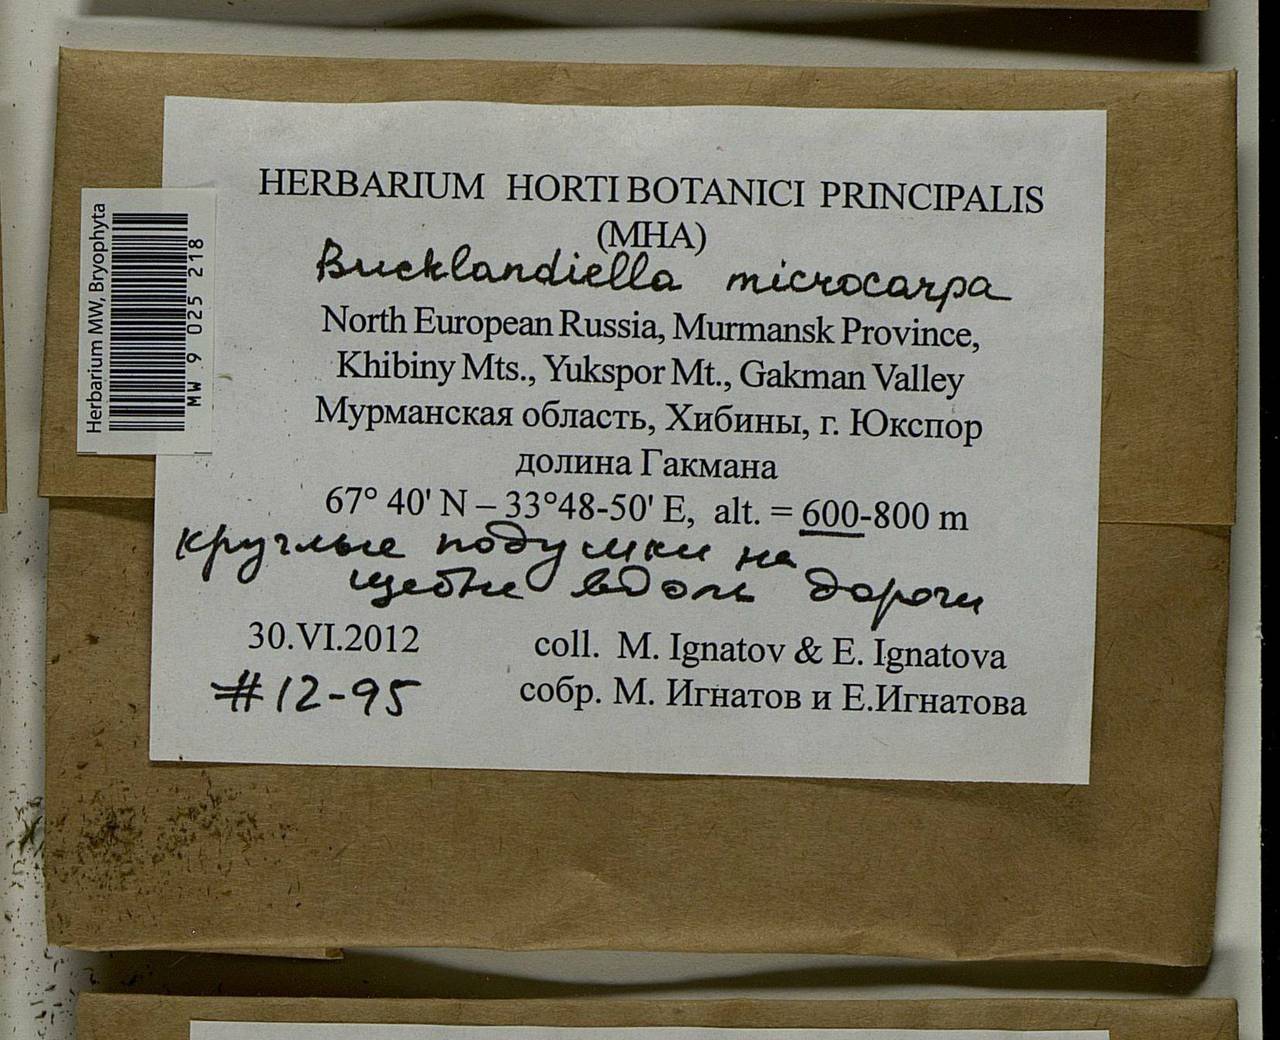 HERBARIUM HORTI BOTANICI PRINCIPALIS
(MHA)
Bucklandiella microcarpa
North European Russia, Murmansk Province,
Khibiny Mts., Yukspor Mt., Gakman Valley
Мурманская область, Хибины, г. Юкспор
долина Гакмана
67° 40' N – 33°48-50' E, alt. = 600-800 m
круглые подушки на
щебне вдоль дороги
30.VI.2012 coll. M. Ignatov & E. Ignatova
#12-95 собр. М. Игнатов и Е.Игнатова
Herbarium MW, Bryophyta
MW 9 025 218